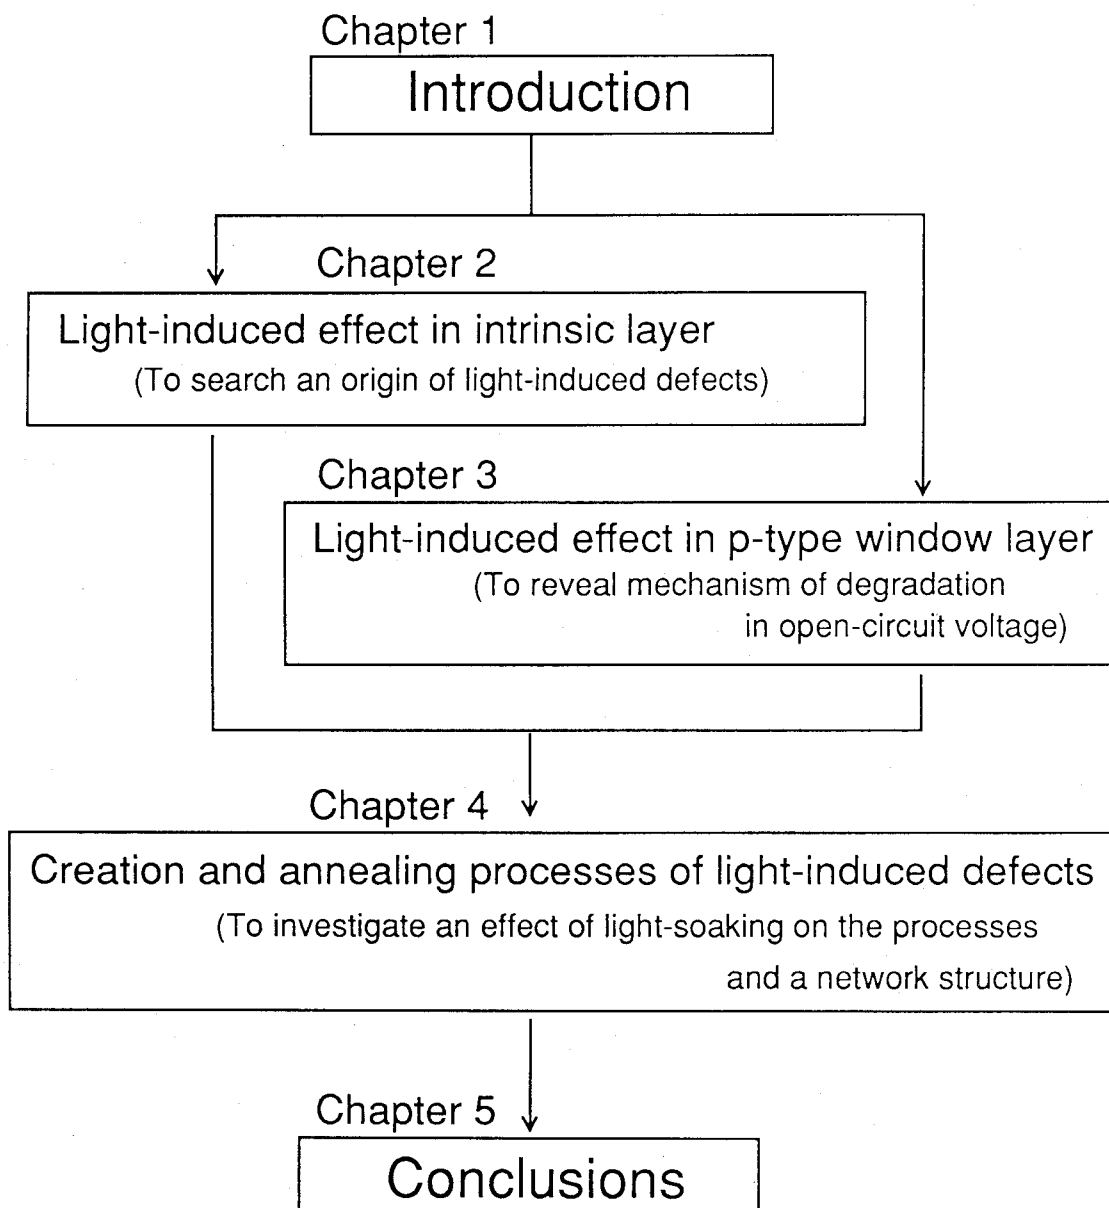 Chapter 1
Introduction
Chapter 2
Light-induced effect in intrinsic layer
(To search an origin of light-induced defects)
Chapter 3
Light-induced effect in p-type window layer
(To reveal mechanism of degradation
in open-circuit voltage)
Chapter 4
Creation and annealing processes of light-induced defects
(To investigate an effect of light-soaking on the processes
and a network structure)
Chapter 5
Conclusions